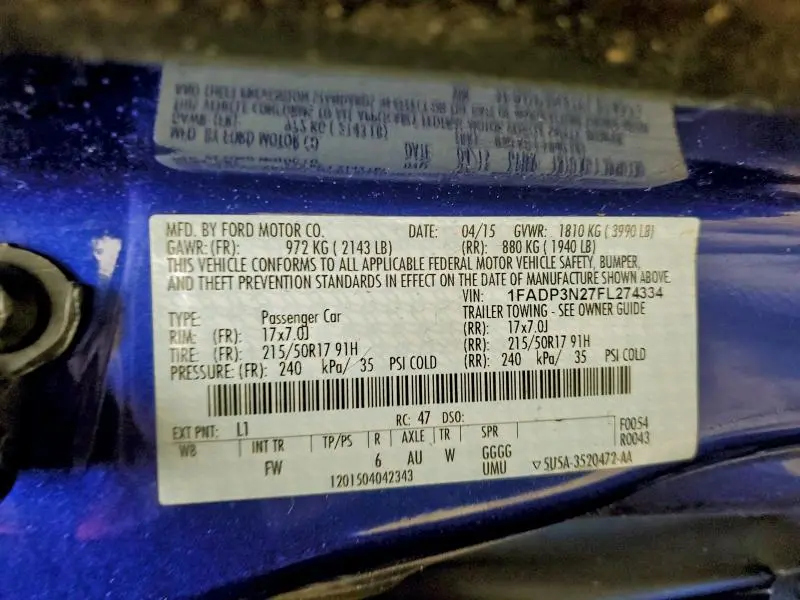 MFD. BY FORD MOTOR CO. DATE: 04/15 GVWR: 1810 KG ( 3990 LB)
GAWR: (FR): 972 KG ( 2143 LB) (RR): 880 KG ( 1940 LB)
THIS VEHICLE CONFORMS TO ALL APPLICABLE FEDERAL MOTOR VEHICLE SAFETY, BUMPER,
AND THEFT PREVENTION STANDARDS IN EFFECT ON THE DATE OF MANUFACTURE SHOWN ABOVE.
VIN: 1FADP3N27FL274334
TYPE: Passenger Car TRAILER TOWING - SEE OWNER GUIDE
RIM: (FR): 17x7.0J (RR): 17x7.0J
TIRE: (FR): 215/50R17 91H (RR): 215/50R17 91H
PRESSURE: (FR): 240 kPa/ 35 PSI COLD (RR): 240 kPa/ 35 PSI COLD
EXT PNT: L1 RC: 47 DSO: F0054
WB INT TR TP/PS R AXLE TR SPR R0043
FW 6 AU W GGGG
UMU ▽ 5U5A-3520472-AA
1201504042343